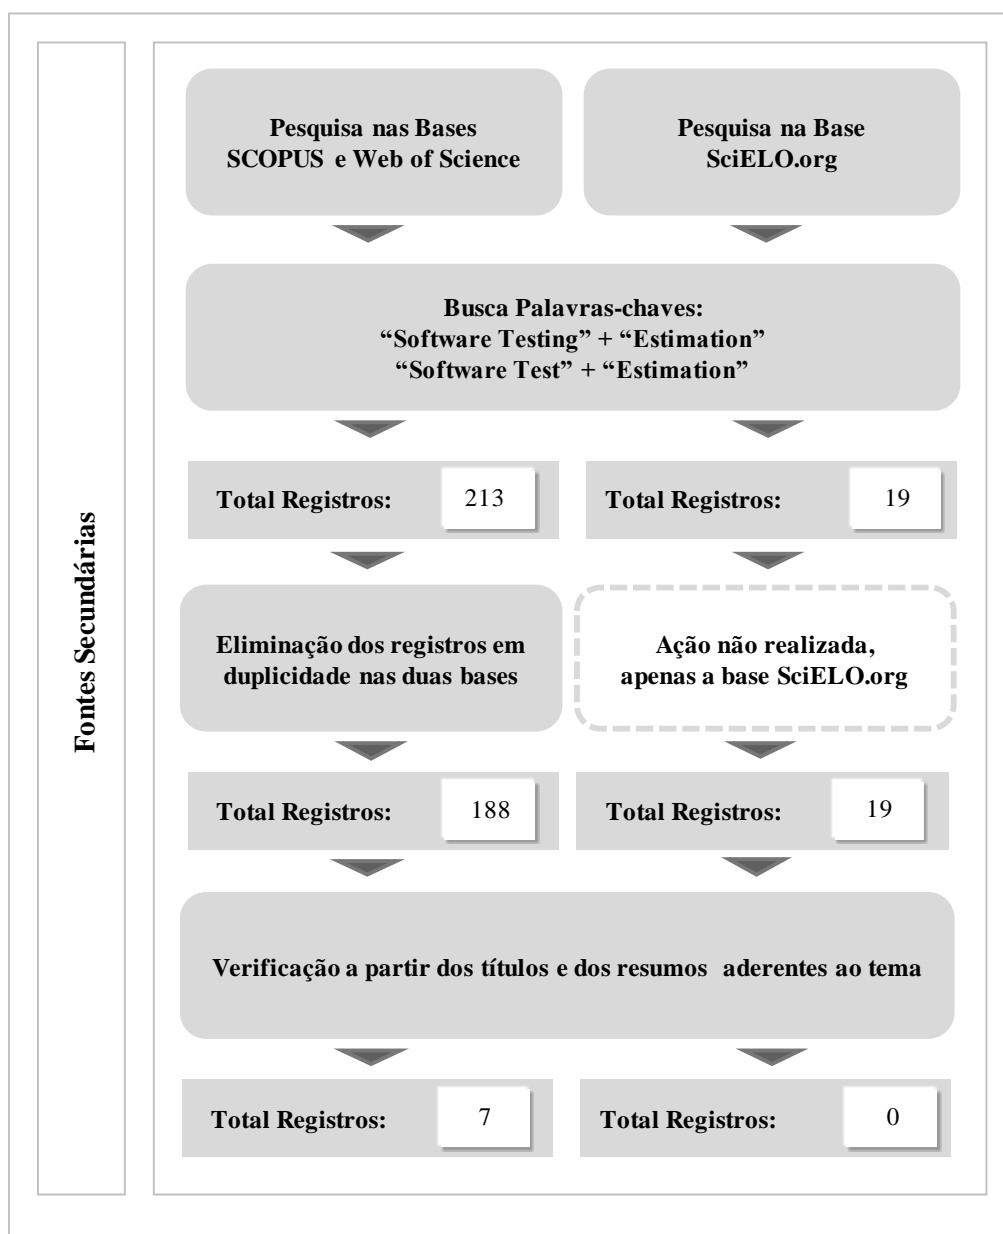 Fontes Secundárias
Pesquisa nas Bases
SCOPUS e Web of Science
Pesquisa na Base
SciELO.org
Busca Palavras-chaves:
“Software Testing” + “Estimation”
“Software Test” + “Estimation”
Total Registros: 213
Total Registros: 19
Eliminação dos registros em
duplicidade nas duas bases
Ação não realizada,
apenas a base SciELO.org
Total Registros: 188
Total Registros: 19
Verificação a partir dos títulos e dos resumos aderentes ao tema
Total Registros: 7
Total Registros: 0